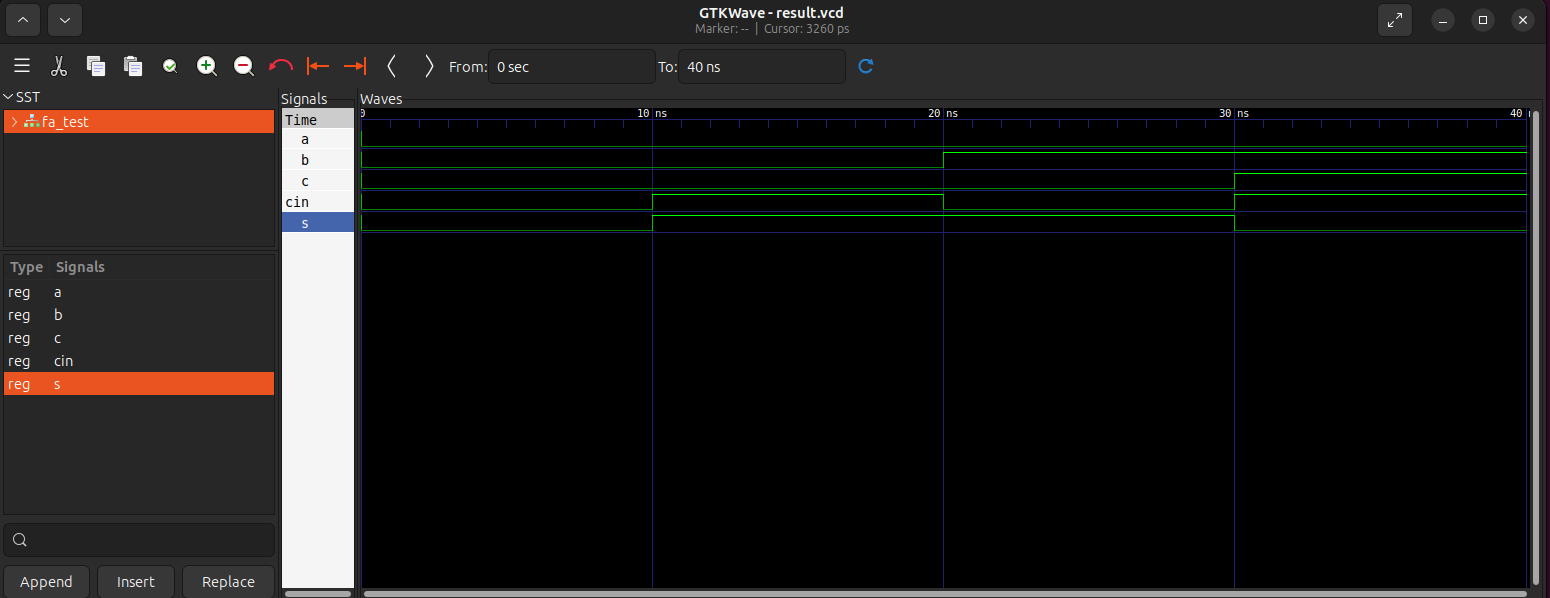 GTKWave - result.vcd
Marker: -- | Cursor: 3260 ps
From: 0 sec To: 40 ns
SST
fa_test
Type Signals
reg a
reg b
reg c
reg cin
reg s
Append Insert Replace
Signals
Time
a
b
c
cin
s
Waves
0 10 ns 20 ns 30 ns 40 n